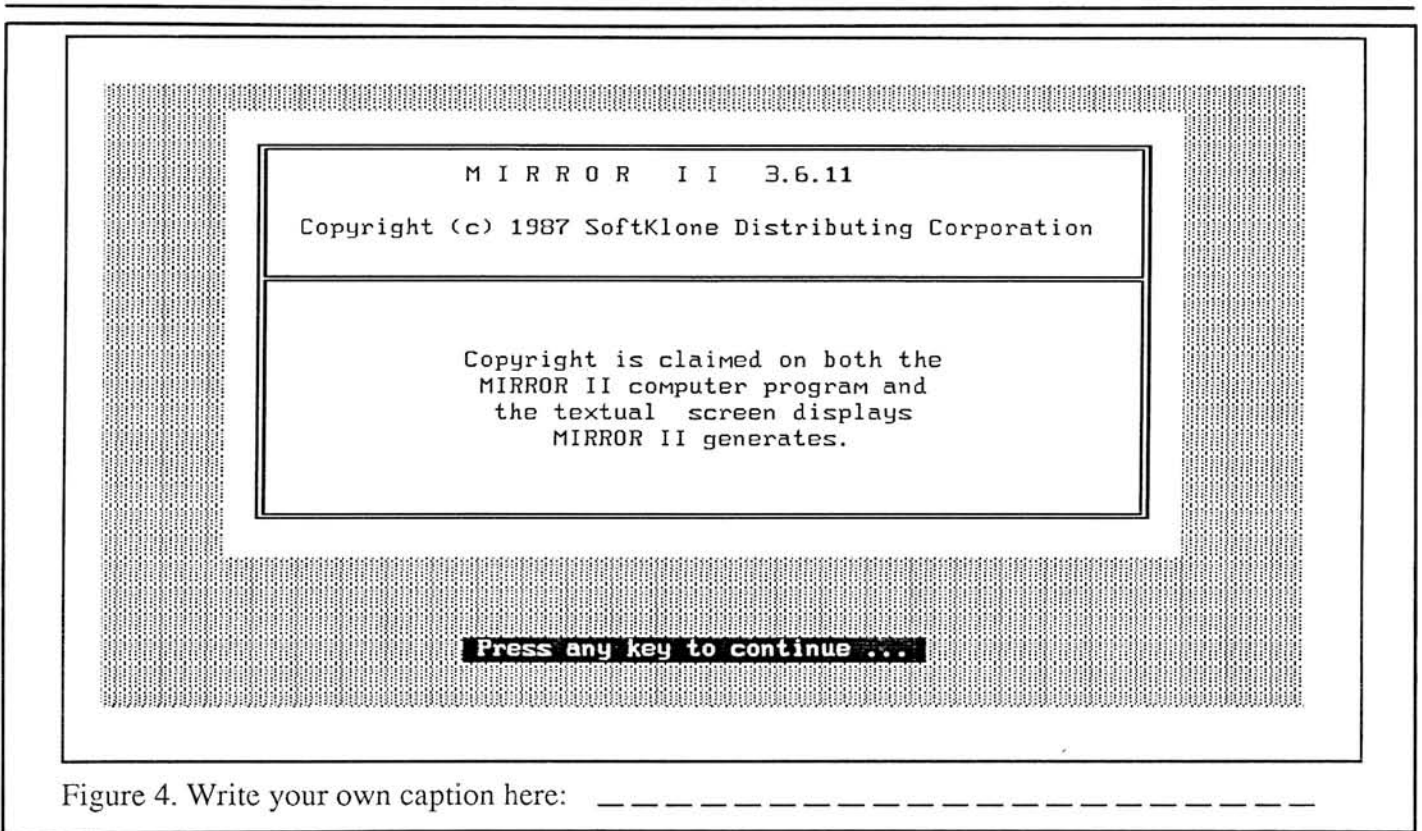 MIRROR II 3.6.11
Copyright (c) 1987 SoftKlone Distributing Corporation
Copyright is claimed on both the
MIRROR II computer program and
the textual screen displays
MIRROR II generates.
Press any key to continue ...
Figure 4. Write your own caption here: _ _ _ _ _ _ _ _ _ _ _ _ _ _ _ _ _ _